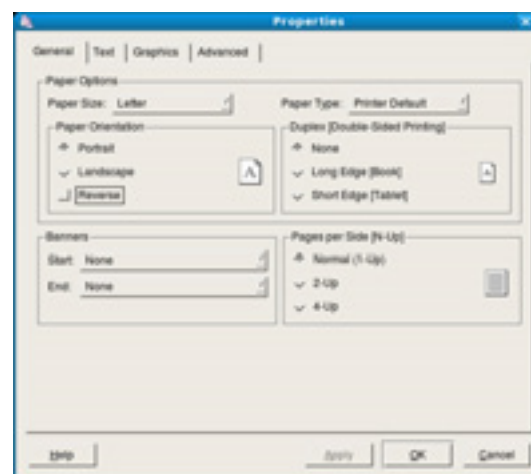 Properties
General Text Graphics Advanced
Paper Options
Paper Size: Letter
Paper Type: Printer Default
Paper Orientation
Portrait
Landscape
Reverse
Duplex [Double Sided Printing]
None
Long Edge [Book]
Short Edge [Tablet]
Banners
Start: None
End: None
Pages per Side [N-Up]
Normal (1-Up)
2-Up
4-Up
Help
Apply
OK
Cancel